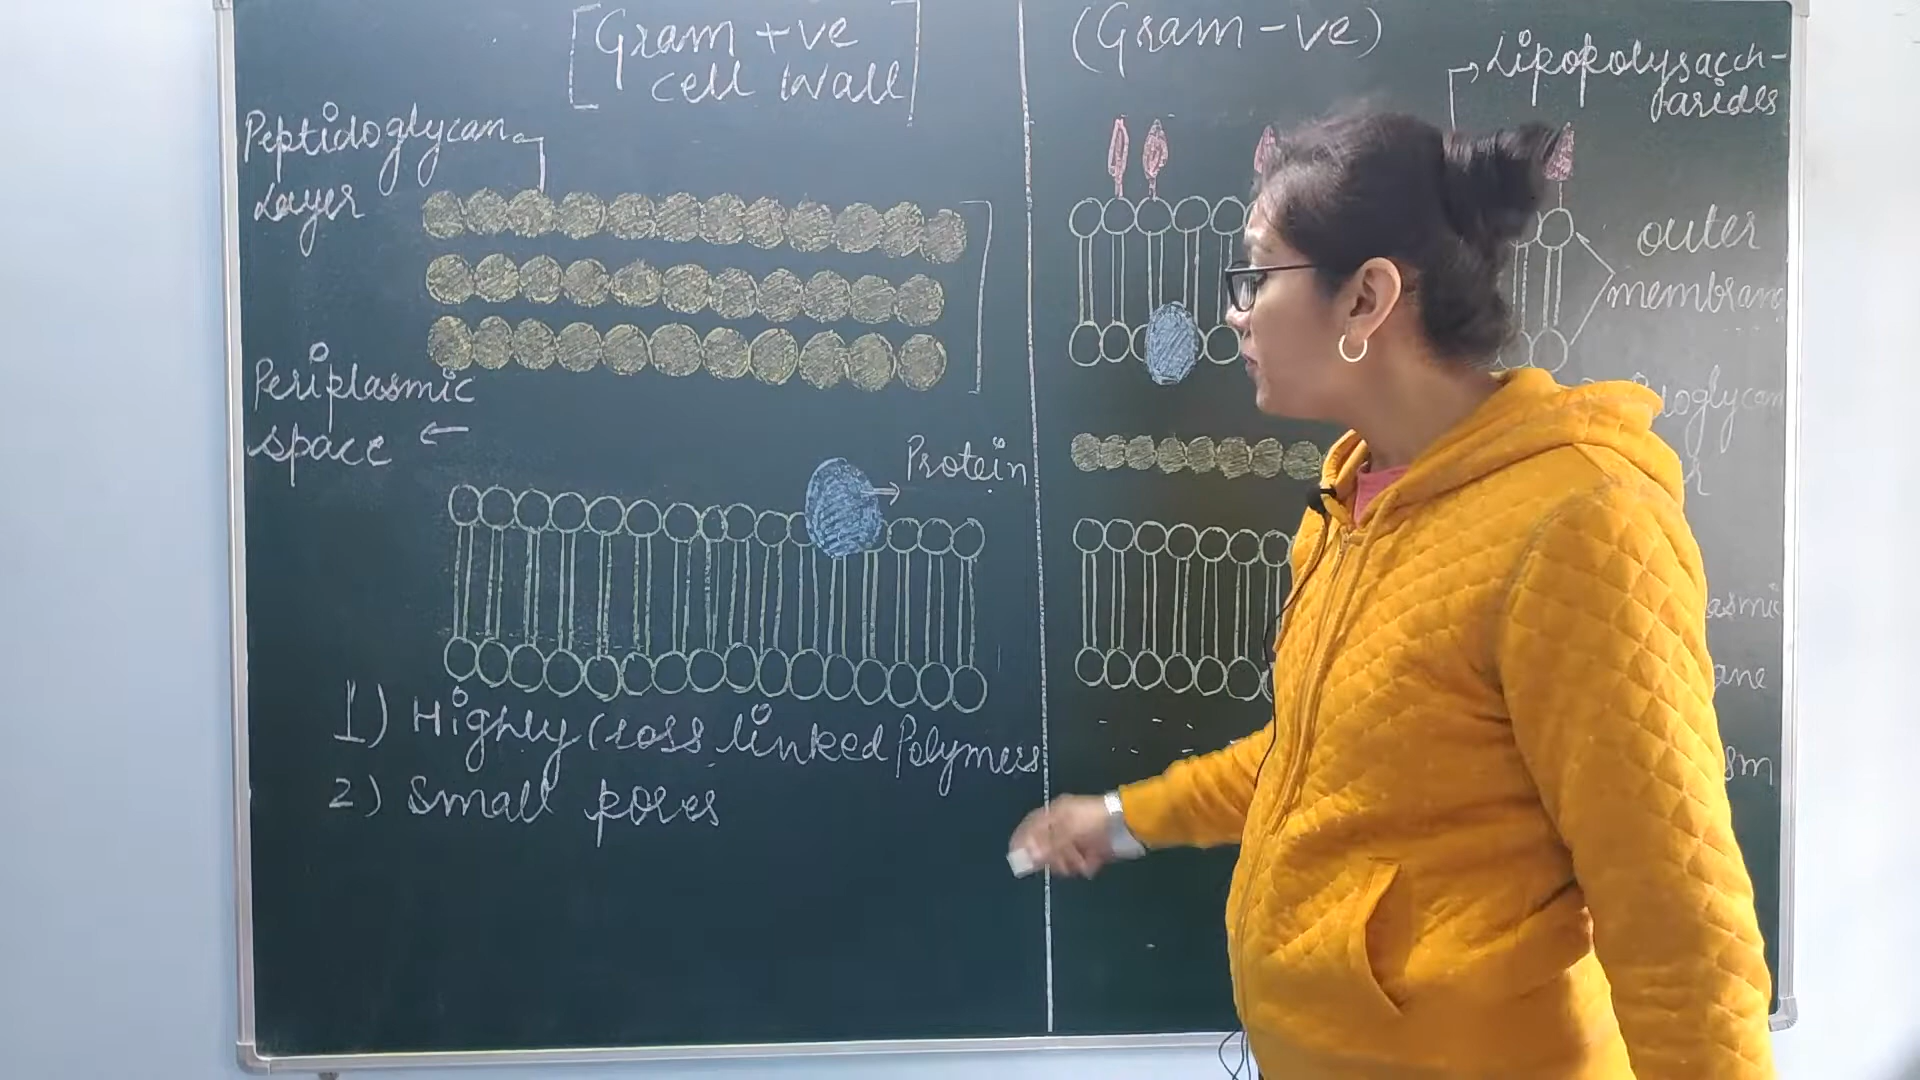 [Gram +ve
cell wall]
Peptidoglycan
Layer
Periplasmic
space
Protein
1) Highly Cross linked Polymers
2) Small pores
(Gram -ve)
Lipopolysacch-
arides
outer
membran